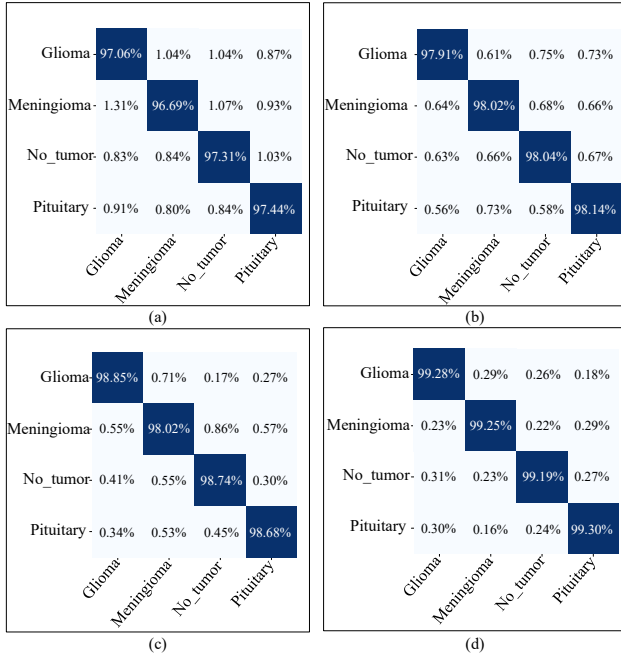 Glioma 97.06% 1.04% 1.04% 0.87%
Meningioma 1.31% 96.69% 1.07% 0.93%
No_tumor 0.83% 0.84% 97.31% 1.03%
Pituitary 0.91% 0.80% 0.84% 97.44%
Glioma Meningioma No_tumor Pituitary
(a)
Glioma 97.91% 0.61% 0.75% 0.73%
Meningioma 0.64% 98.02% 0.68% 0.66%
No_tumor 0.63% 0.66% 98.04% 0.67%
Pituitary 0.56% 0.73% 0.58% 98.14%
Glioma Meningioma No_tumor Pituitary
(b)
Glioma 98.85% 0.71% 0.17% 0.27%
Meningioma 0.55% 98.02% 0.86% 0.57%
No_tumor 0.41% 0.55% 98.74% 0.30%
Pituitary 0.34% 0.53% 0.45% 98.68%
Glioma Meningioma No_tumor Pituitary
(c)
Glioma 99.28% 0.29% 0.26% 0.18%
Meningioma 0.23% 99.25% 0.22% 0.29%
No_tumor 0.31% 0.23% 99.19% 0.27%
Pituitary 0.30% 0.16% 0.24% 99.30%
Glioma Meningioma No_tumor Pituitary
(d)